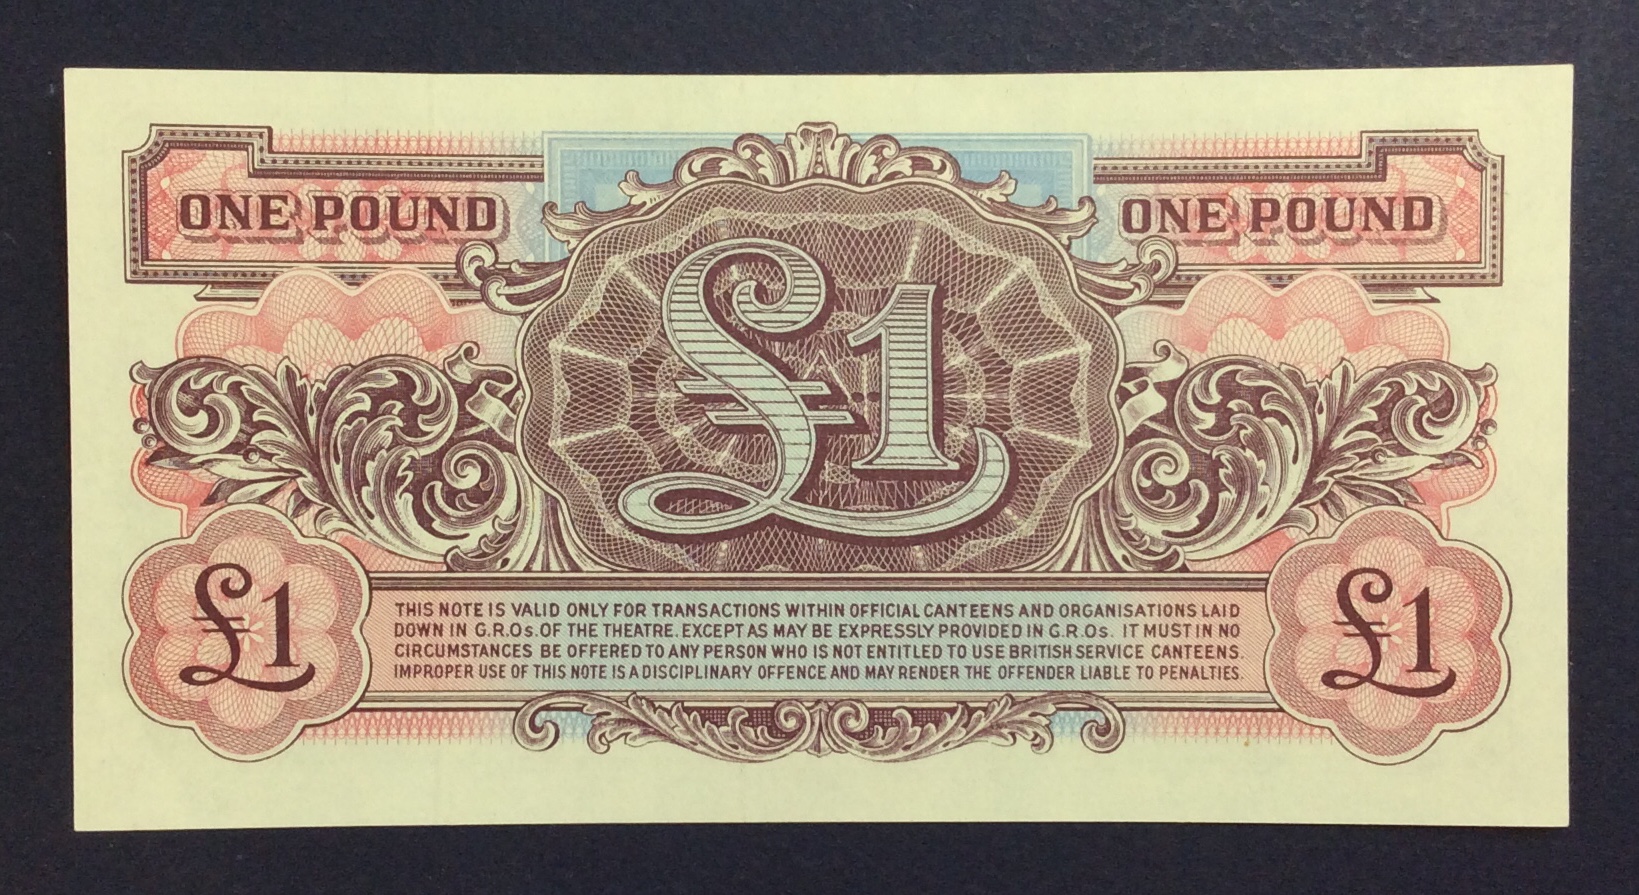 ONE POUND
ONE POUND
£1
£1
THIS NOTE IS VALID ONLY FOR TRANSACTIONS WITHIN OFFICIAL CANTEENS AND ORGANISATIONS LAID
DOWN IN G.R.Os. OF THE THEATRE. EXCEPT AS MAY BE EXPRESSLY PROVIDED IN G.R.Os. IT MUST IN NO
CIRCUMSTANCES BE OFFERED TO ANY PERSON WHO IS NOT ENTITLED TO USE BRITISH SERVICE CANTEENS.
IMPROPER USE OF THIS NOTE IS A DISCIPLINARY OFFENCE AND MAY RENDER THE OFFENDER LIABLE TO PENALTIES.
£1